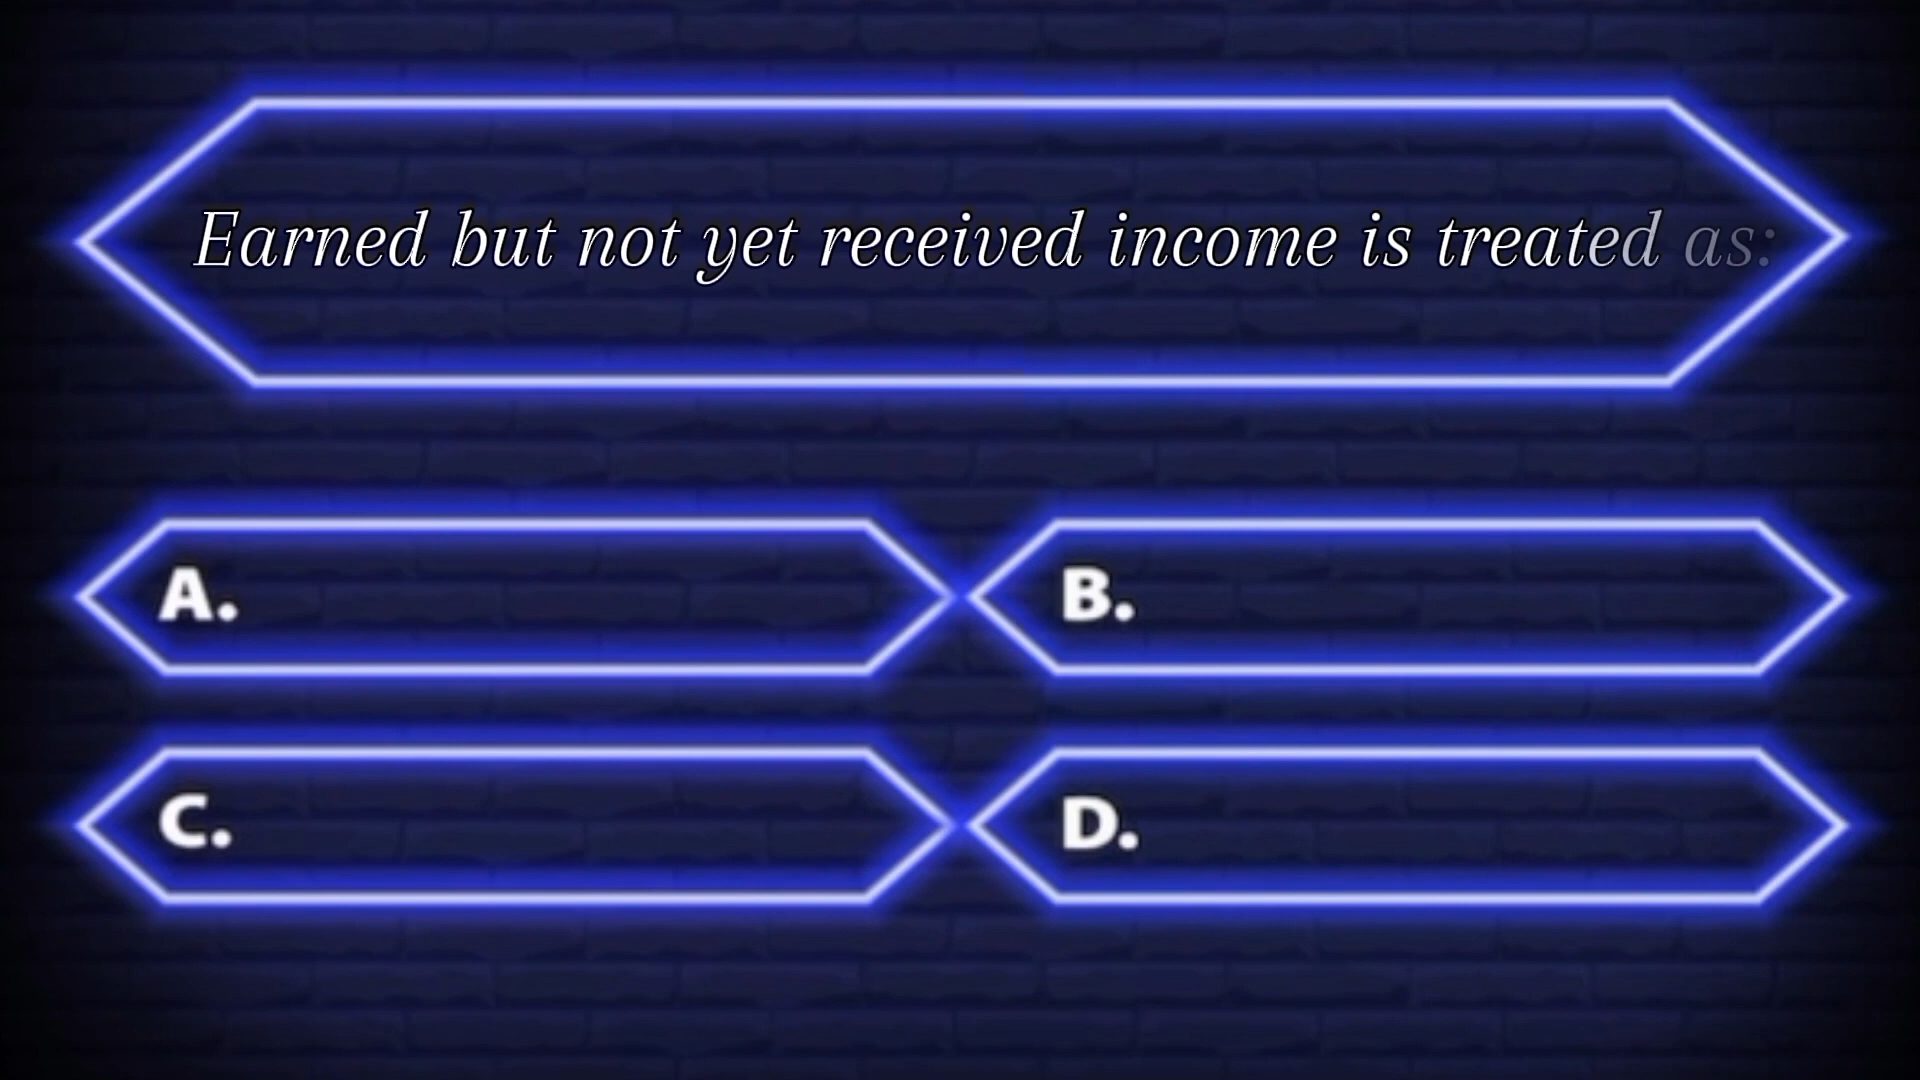 Earned but not yet received income is treated as:
A.
B.
C.
D.